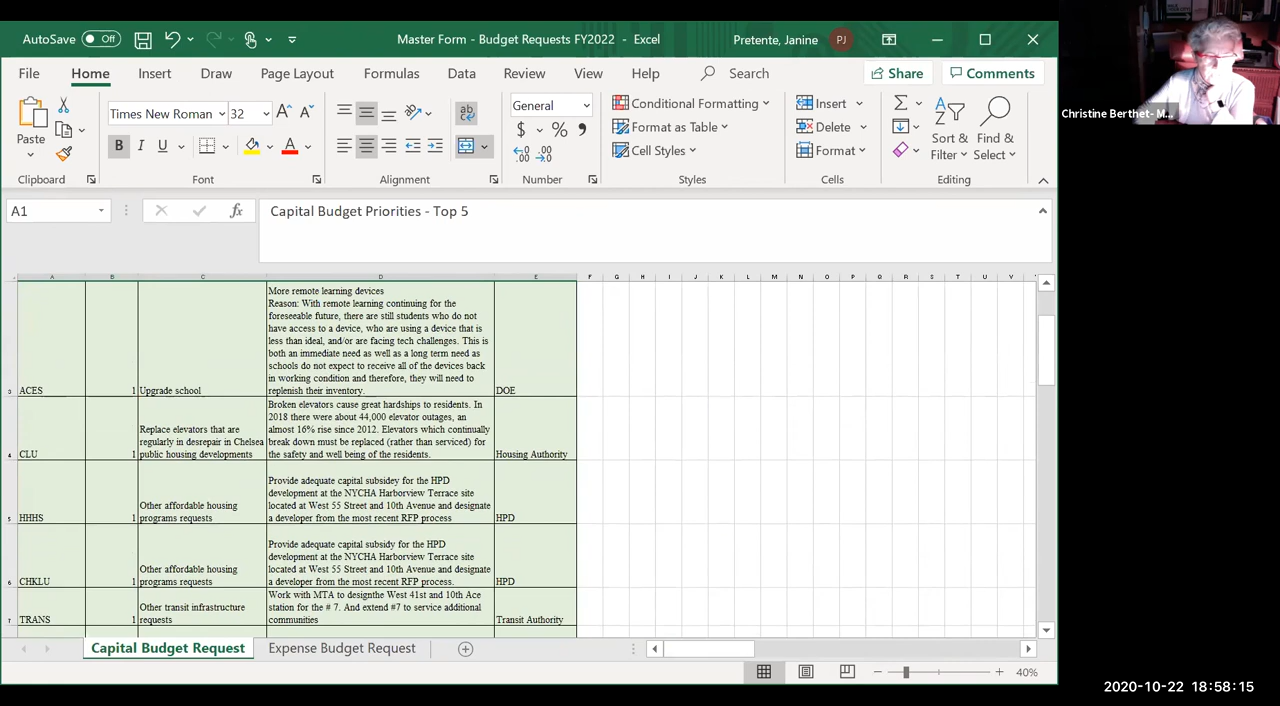 AutoSave Off Master Form - Budget Requests FY2022 - Excel Pretente, Janine PJ
File Home Insert Draw Page Layout Formulas Data Review View Help Search Share Comments
Paste
Clipboard
Times New Roman 32
B I U A
Font
Alignment
General
$ % 9
Number
Conditional Formatting
Format as Table
Cell Styles
Styles
Insert
Delete
Format
Cells
Sort & Filter
Find & Select
Editing
A1 fx Capital Budget Priorities - Top 5
A B C D E F G H I J K L M N O P Q R S T U V
More remote learning devices
Reason: With remote learning continuing for the
foreseeable future, there are still students who do not
have access to a device, who are using a device that is
less than ideal, and/or are facing tech challenges. This is
both an immediate need as well as a long term need as
schools do not expect to receive all of the devices back
in working condition and therefore, they will need to
3 ACES 1 Upgrade school replenish their inventory. DOE
Broken elevators cause great hardships to residents. In
2018 there were about 44,000 elevator outages, an
Replace elevators that are almost 16% rise since 2012. Elevators which continually
regularly in desrepair in Chelsea break down must be replaced (rather than serviced) for
4 CLU 1 public housing developments the safety and well being of the residents. Housing Authority
Provide adequate capital subsidey for the HPD
development at the NYCHA Harborview Terrace site
Other affordable housing located at West 55 Street and 10th Avenue and designate
5 HHHS 1 programs requests a developer from the most recent RFP process HPD
Provide adequate capital subsidy for the HPD
development at the NYCHA Harborview Terrace site
Other affordable housing located at West 55 Street and 10th Avenue and designate
6 CHKLU 1 programs requests a developer from the most recent RFP process. HPD
Work with MTA to designthe West 41st and 10th Ace
Other transit infrastructure station for the # 7. And extend #7 to service additional
7 TRANS 1 requests communities Transit Authority
Capital Budget Request Expense Budget Request
40%
Christine Berthet- M...
2020-10-22 18:58:15